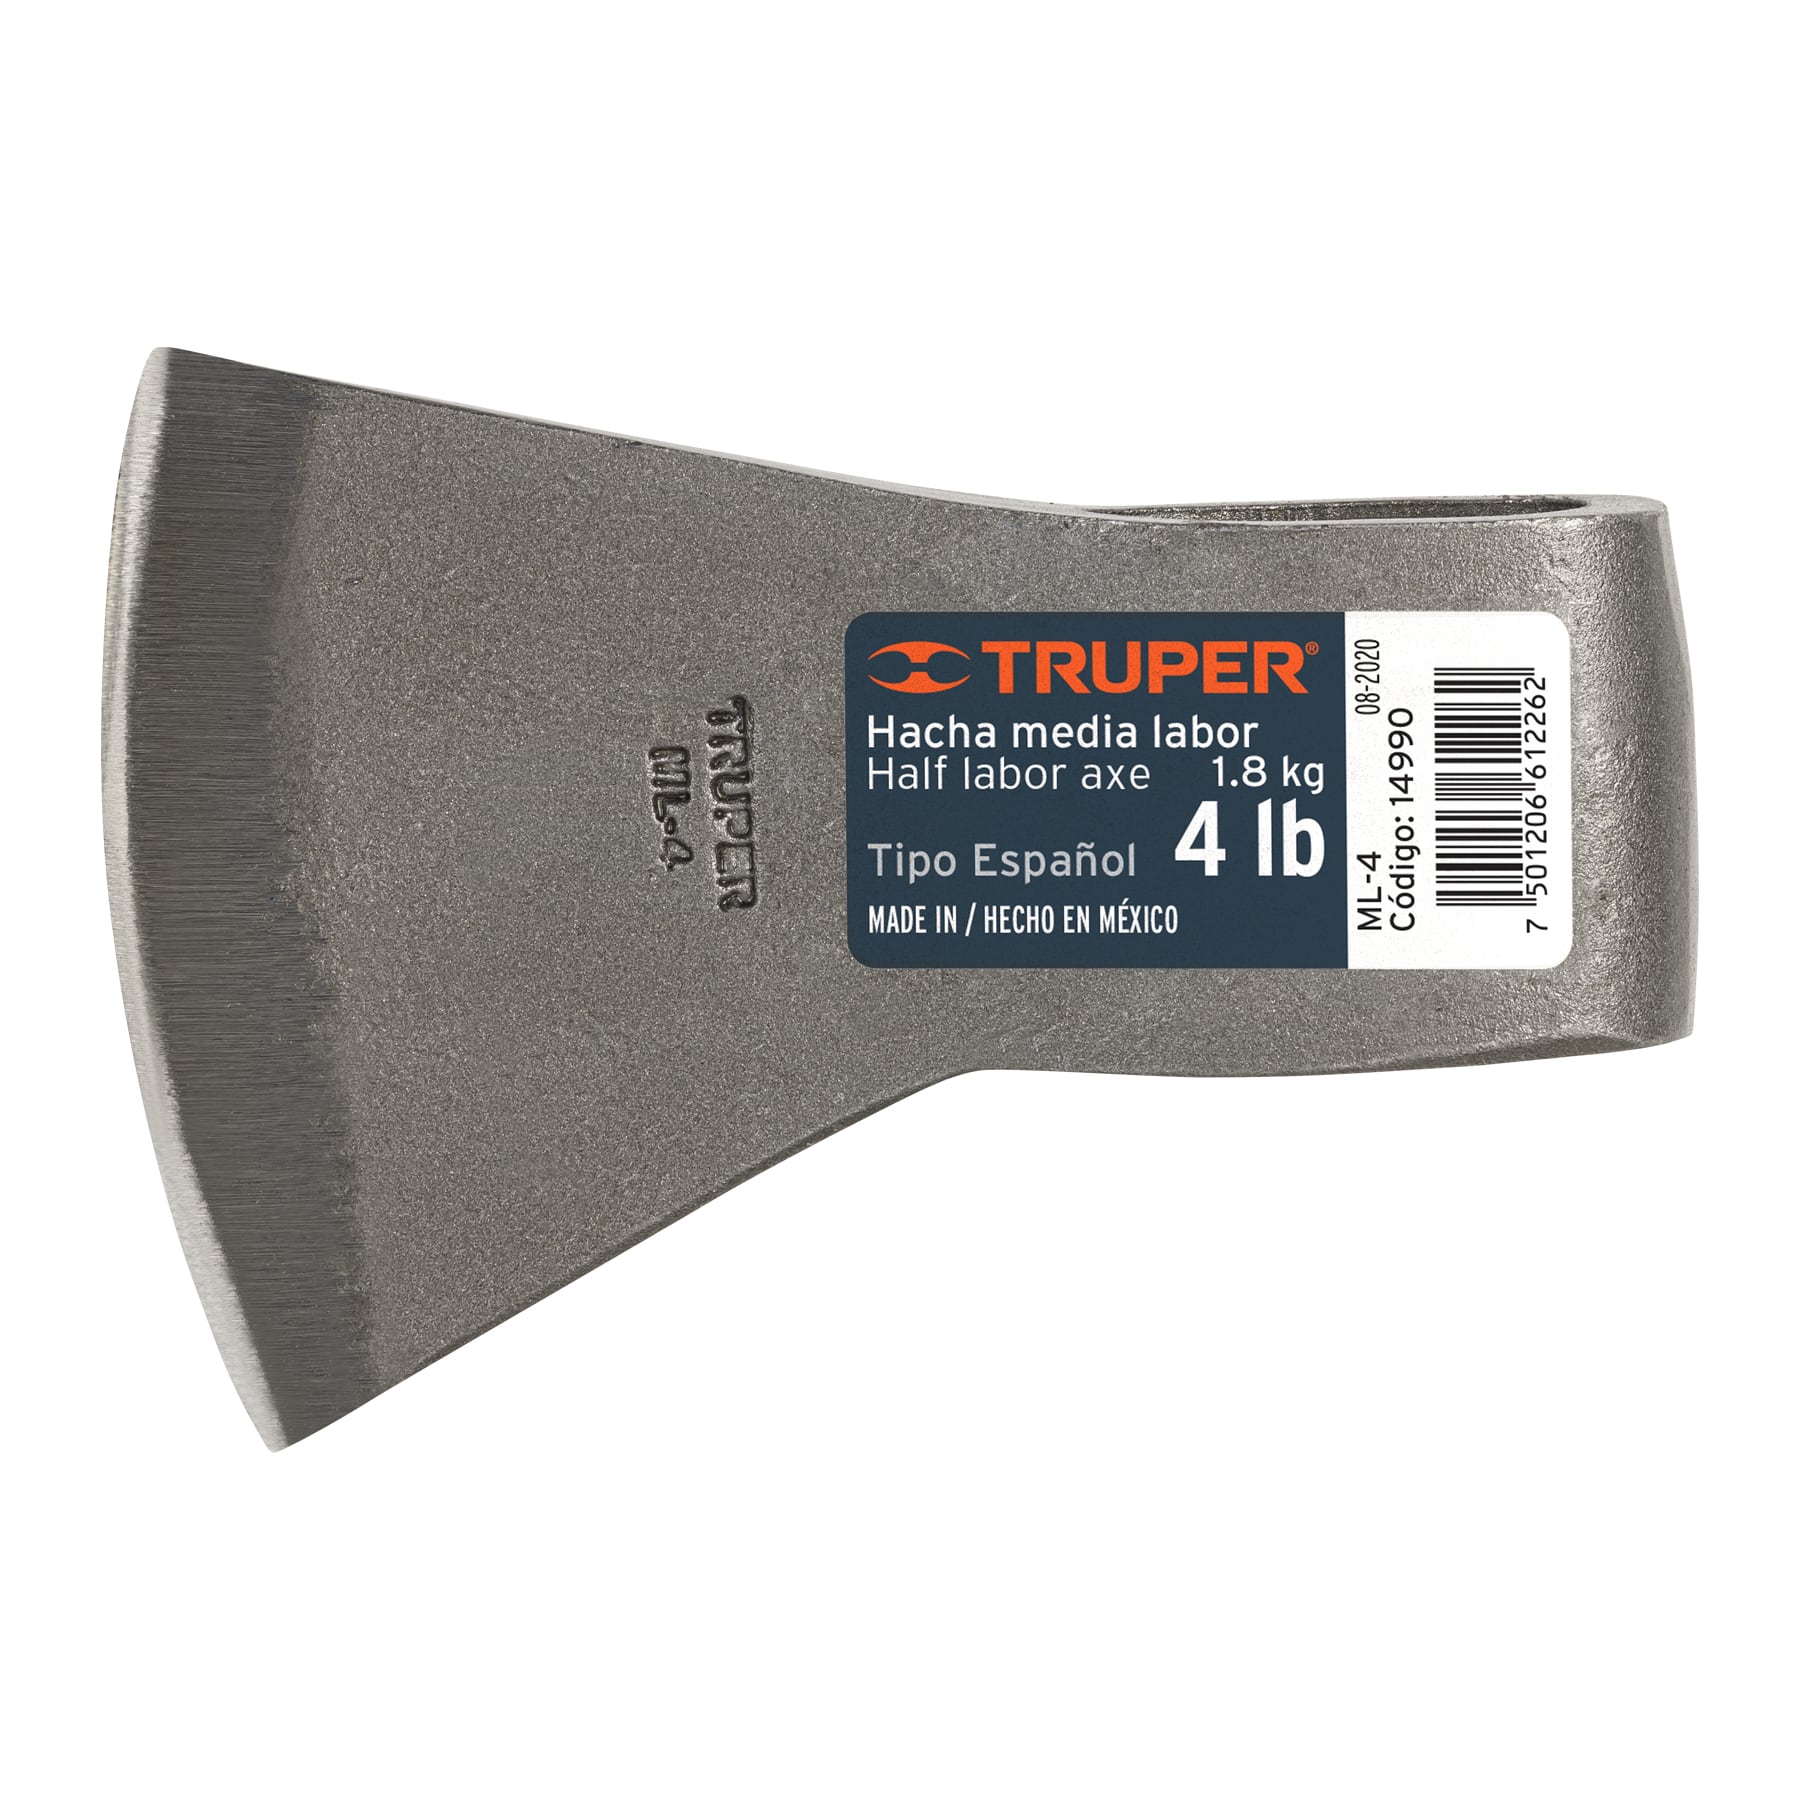 TRUPER
ML-4
TRUPER®
Hacha media labor
Half labor axe 1.8 kg
Tipo Español 4 lb
MADE IN / HECHO EN MÉXICO
08-2020
ML-4
Código: 14990
7 501206 612262